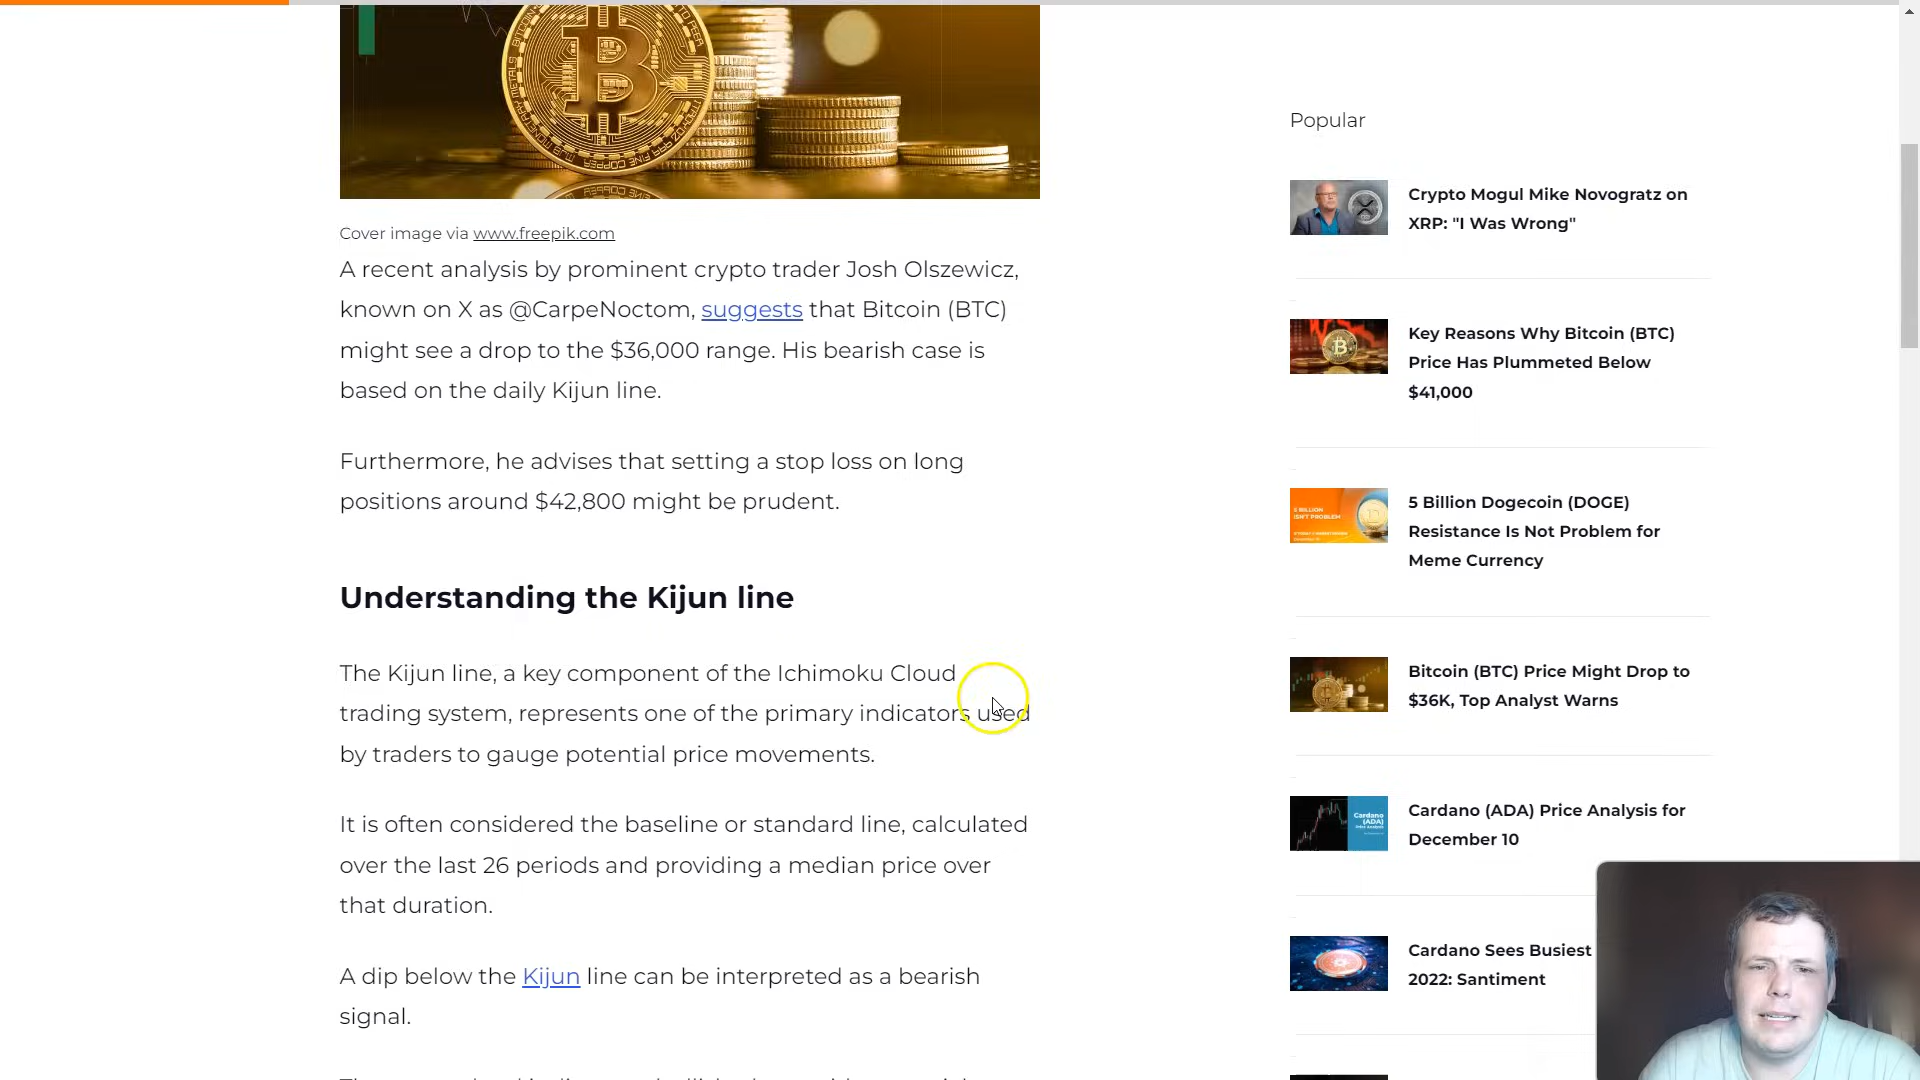 Cover image via www.freepik.com
A recent analysis by prominent crypto trader Josh Olszewicz,
known on X as @CarpeNoctom, suggests that Bitcoin (BTC)
might see a drop to the $36,000 range. His bearish case is
based on the daily Kijun line.
Furthermore, he advises that setting a stop loss on long
positions around $42,800 might be prudent.
Understanding the Kijun line
The Kijun line, a key component of the Ichimoku Cloud
trading system, represents one of the primary indicators used
by traders to gauge potential price movements.
It is often considered the baseline or standard line, calculated
over the last 26 periods and providing a median price over
that duration.
A dip below the Kijun line can be interpreted as a bearish
signal.
Popular
Crypto Mogul Mike Novogratz on
XRP: "I Was Wrong"
Key Reasons Why Bitcoin (BTC)
Price Has Plummeted Below
$41,000
5 Billion Dogecoin (DOGE)
Resistance Is Not Problem for
Meme Currency
Bitcoin (BTC) Price Might Drop to
$36K, Top Analyst Warns
Cardano
(ADA)
Cardano (ADA) Price Analysis for
December 10
Cardano Sees Busiest
2022: Santiment